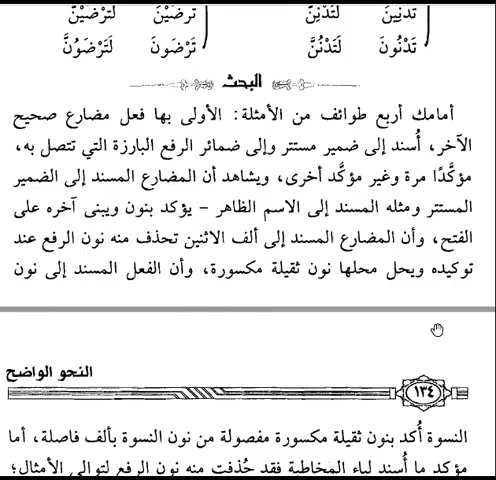 تَدْنِينَ لَتَدْنِنَّ تَرْضَيْنَ لَتَرْضَيِنَّ
تَدْنُونَ لَتَدْنُنَّ تَرْضَونَ لَتَرْضَوُنَّ
البحث
أمامك أربع طوائف من الأمثلة: الأولى بها فعل مضارع صحيح
الآخر، أُسند إلى ضمير مستتر وإلى ضمائر الرفع البارزة التي تتصل به،
مؤكَّدًا مرة وغير مؤكَّد أخرى، ويشاهد أن المضارع المسند إلى الضمير
المستتر ومثله المسند إلى الاسم الظاهر - يؤكد بنون ويبنى آخره على
الفتح، وأن المضارع المسند إلى ألف الاثنين تحذف منه نون الرفع عند
توكيده ويحل محلها نون ثقيلة مكسورة، وأن الفعل المسند إلى نون
النحو الواضح
١٣٤
النسوة أُكد بنون ثقيلة مكسورة مفصولة من نون النسوة بألف فاصلة، أما
مؤكد ما أُسند لياء المخاطبة فقد حُذفت منه نون الرفع لتوالي الأمثال؛